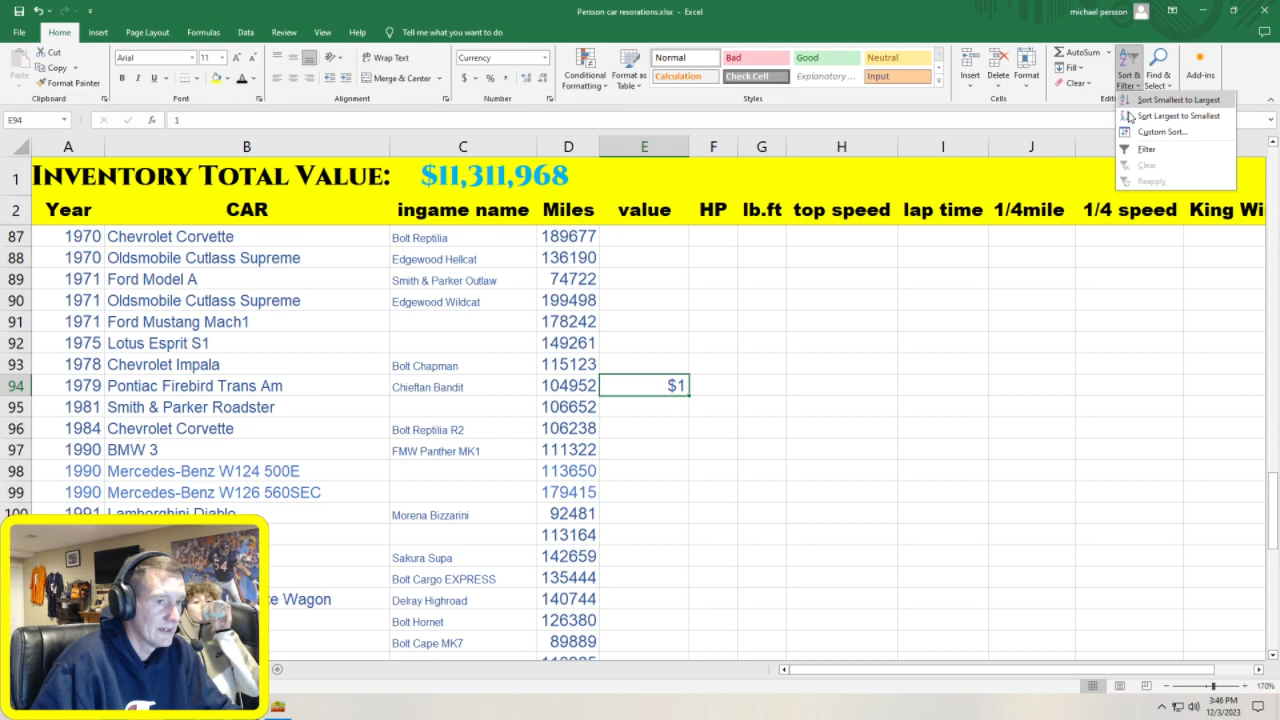 Person car resorations.xlsx - Excel
michael persson
File Home Insert Page Layout Formulas Data Review View Help Tell me what you want to do
Paste Cut Copy Format Painter Clipboard
Arial 11 B I U Font
Wrap Text Merge & Center Alignment
Currency $ % Number
Conditional Formatting Format as Table Normal Bad Good Neutral Calculation Check Cell Explanatory ... Input Styles
Insert Delete Format Cells
AutoSum Fill Clear Sort & Filter Find & Select Add-ins
Sort Smallest to Largest
Sort Largest to Smallest
Custom Sort...
Filter
Clear
Reapply
E94 1
A B C D E F G H I J K L
1 Inventory Total Value: $11,311,968
2 Year CAR ingame name Miles value HP lb.ft top speed lap time 1/4mile 1/4 speed King Wi
87 1970 Chevrolet Corvette Bolt Reptilia 189677
88 1970 Oldsmobile Cutlass Supreme Edgewood Hellcat 136190
89 1971 Ford Model A Smith & Parker Outlaw 74722
90 1971 Oldsmobile Cutlass Supreme Edgewood Wildcat 199498
91 1971 Ford Mustang Mach1 178242
92 1975 Lotus Esprit S1 149261
93 1978 Chevrolet Impala Bolt Chapman 115123
94 1979 Pontiac Firebird Trans Am Chieftan Bandit 104952 $1
95 1981 Smith & Parker Roadster 106652
96 1984 Chevrolet Corvette Bolt Reptilia R2 106238
97 1990 BMW 3 FMW Panther MK1 111322
98 1990 Mercedes-Benz W124 500E 113650
99 1990 Mercedes-Benz W126 560SEC 179415
100 1991 Lamborghini Diablo Morena Bizzarini 92481
113164
Sakura Supa 142659
Bolt Cargo EXPRESS 135444
te Wagon Delray Highroad 140744
Bolt Hornet 126380
Bolt Cape MK7 89889
54
170%
3:46 PM
12/3/2023